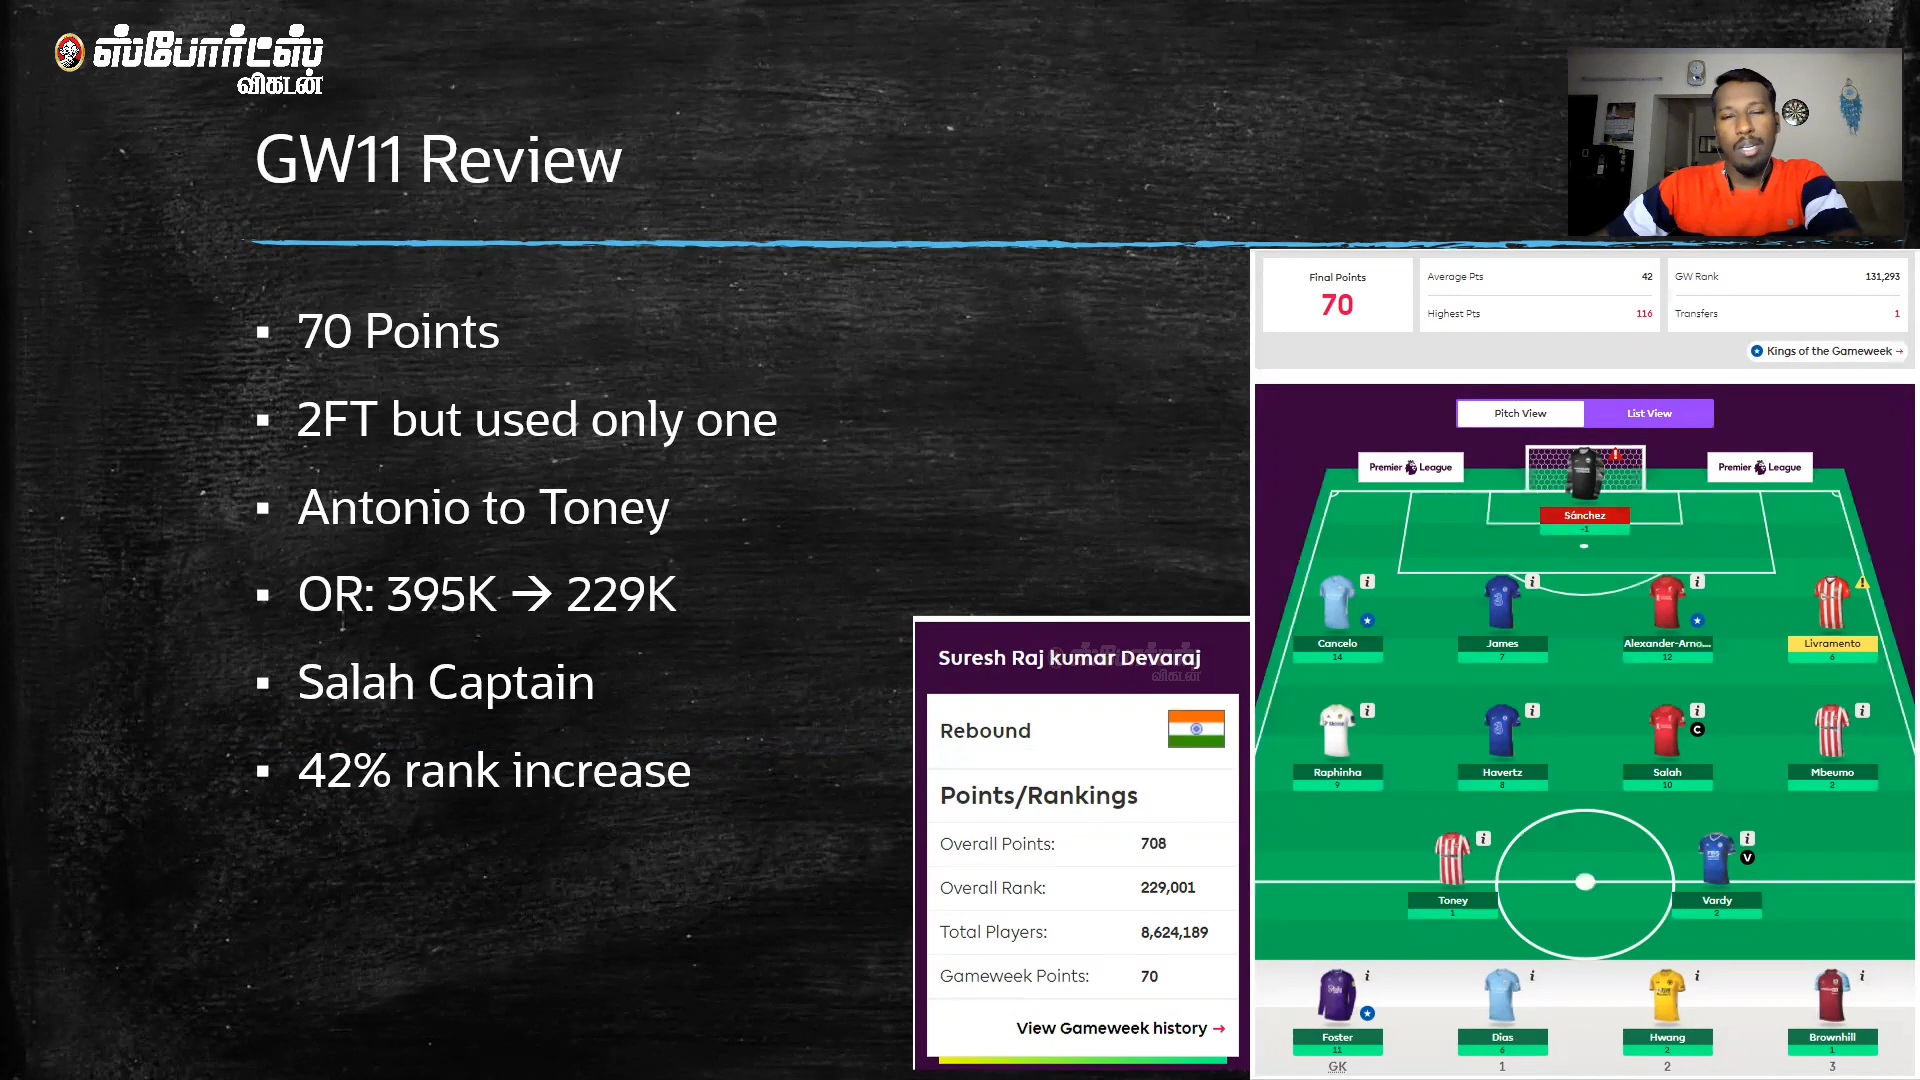 ஸ்போர்ட்ஸ்
விகடன்
GW11 Review
70 Points
2FT but used only one
Antonio to Toney
OR: 395K → 229K
Salah Captain
42% rank increase
Suresh Raj kumar Devaraj
ஸ்போர்ட்ஸ்
விகடன்
Rebound
Points/Rankings
Overall Points: 708
Overall Rank: 229,001
Total Players: 8,624,189
Gameweek Points: 70
View Gameweek history →
Final Points
70
Average Pts 42
Highest Pts 116
GW Rank 131,293
Transfers 1
Kings of the Gameweek →
Pitch View List View
Premier League Premier League
Sánchez
-1
Cancelo James Alexander-Arno... Livramento
14 7 12 6
C
Raphinha Havertz Salah Mbeumo
9 8 10 2
V
Toney Vardy
1 2
Foster Dias Hwang Brownhill
11 6 2 1
GK 1 2 3